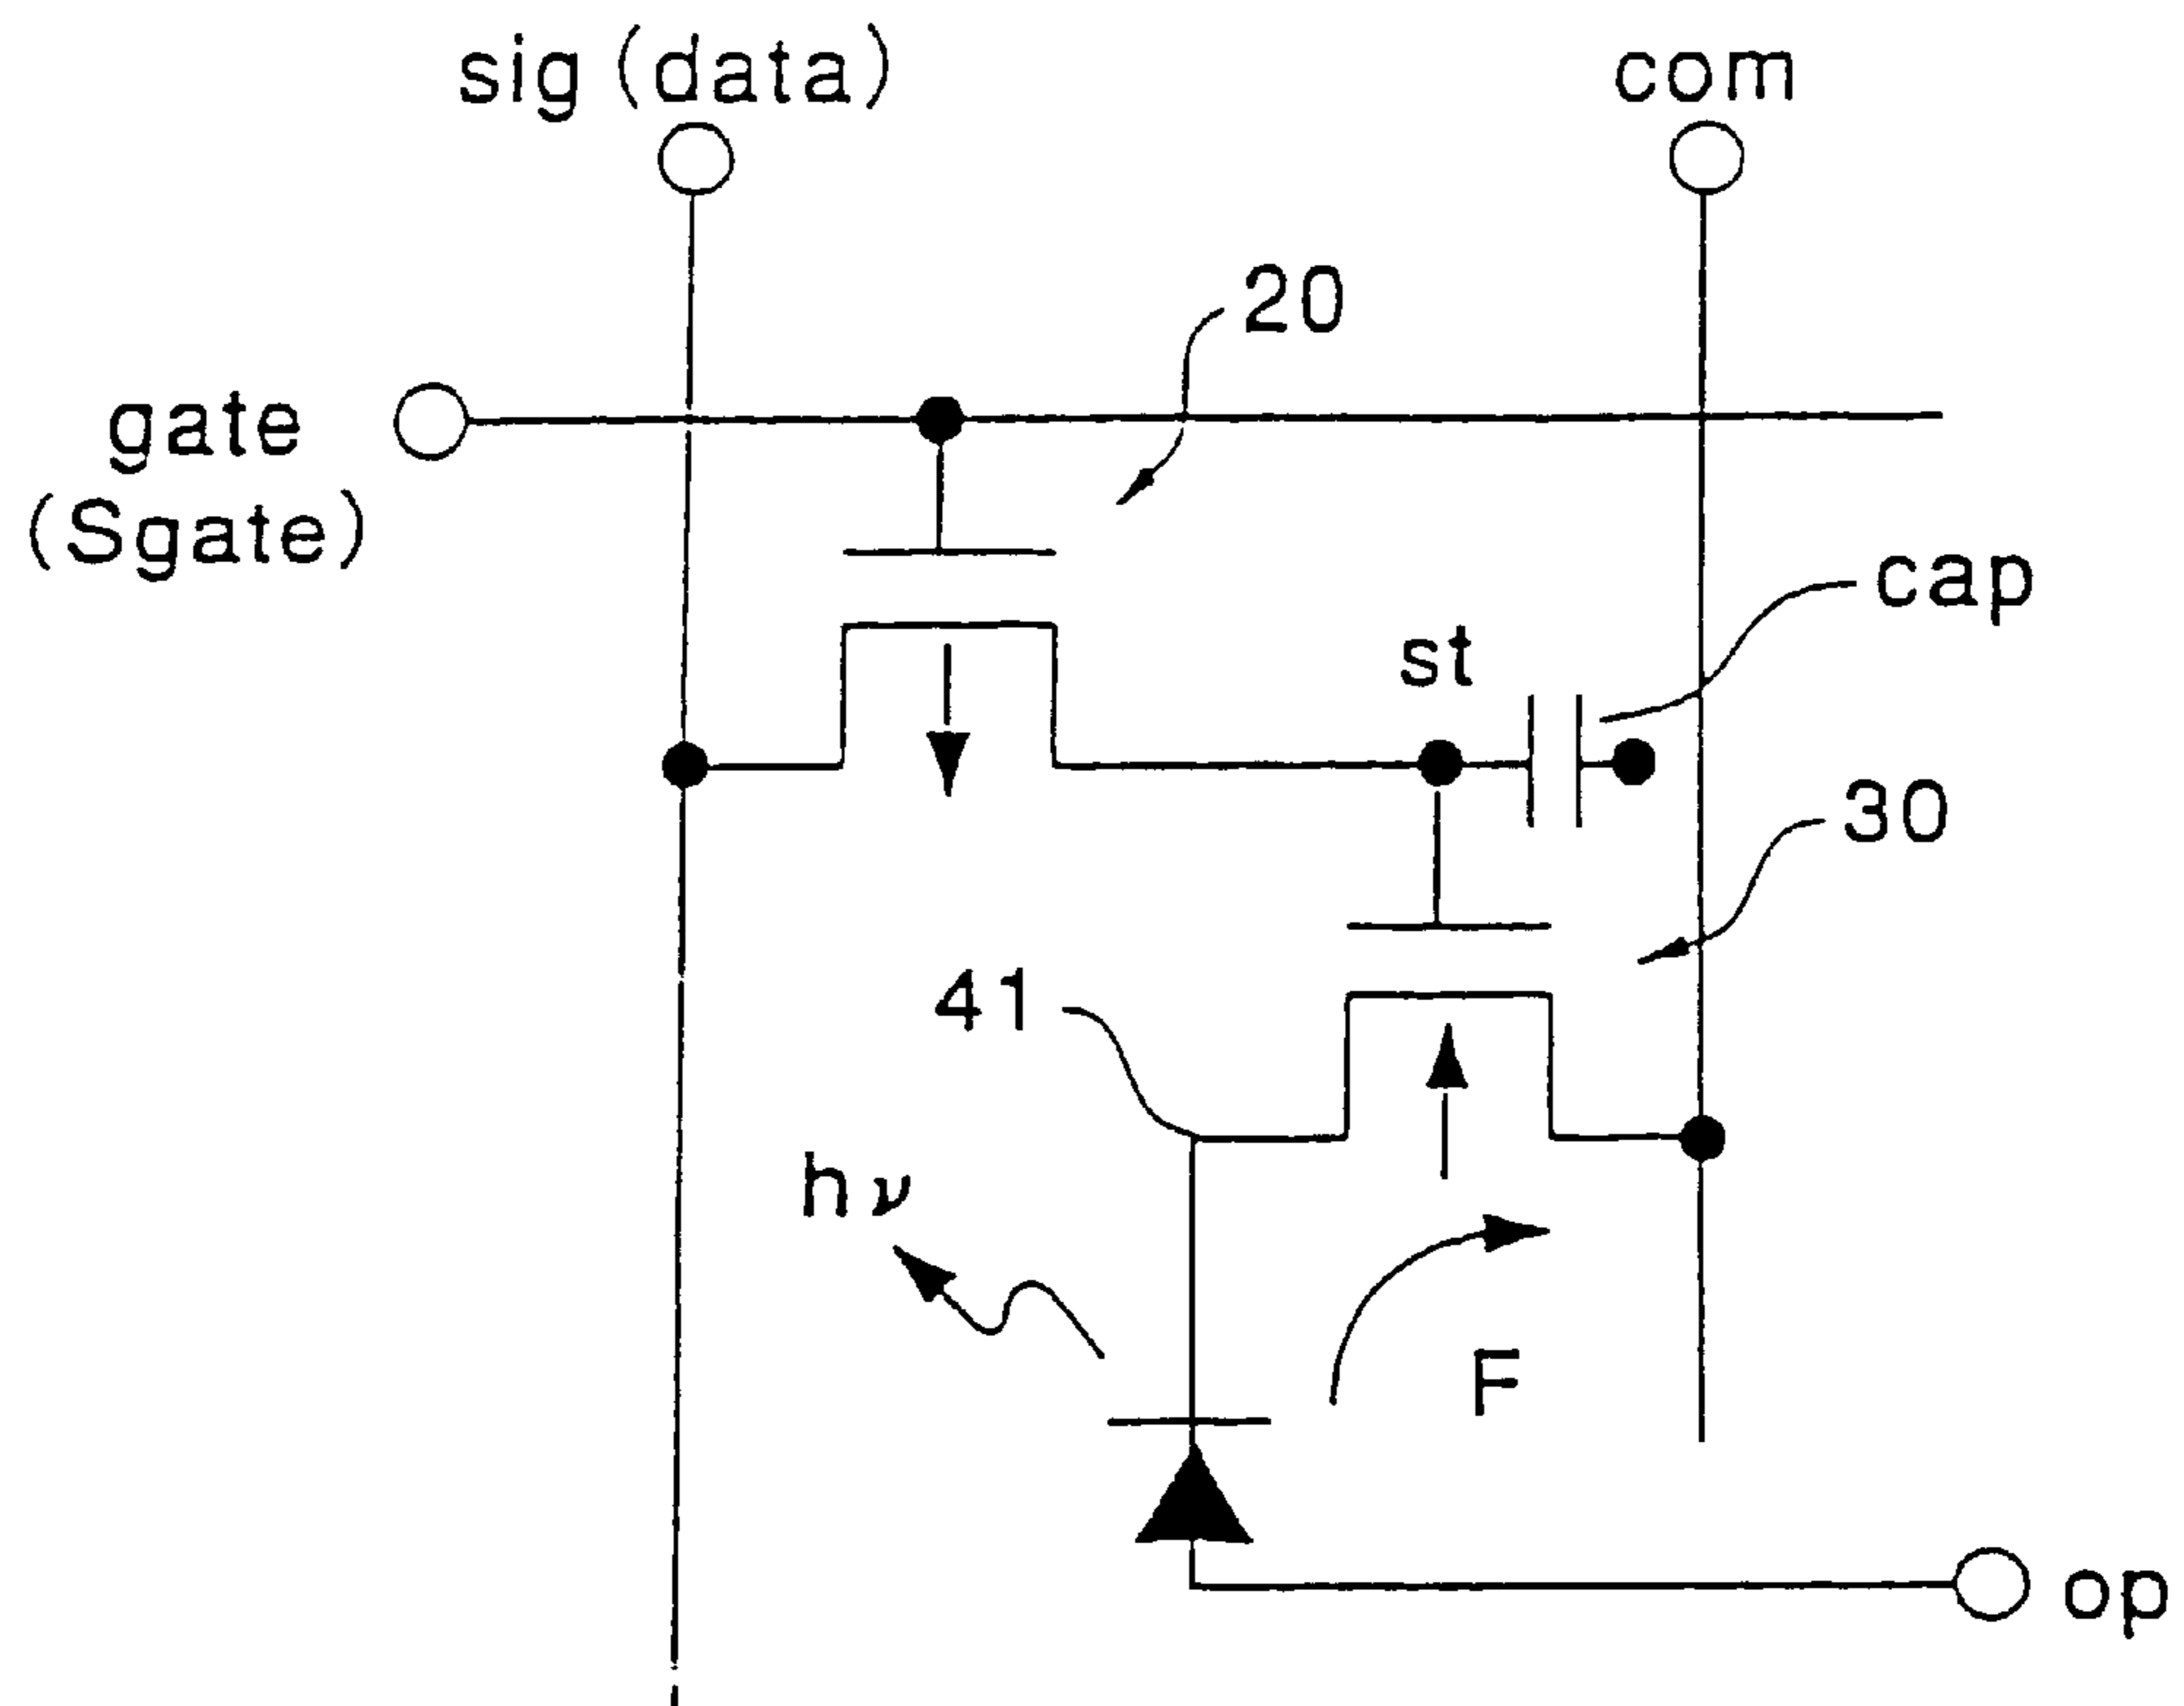 sig (data)
com
20
gate
(Sgate)
cap
st
30
41
hν
F
op